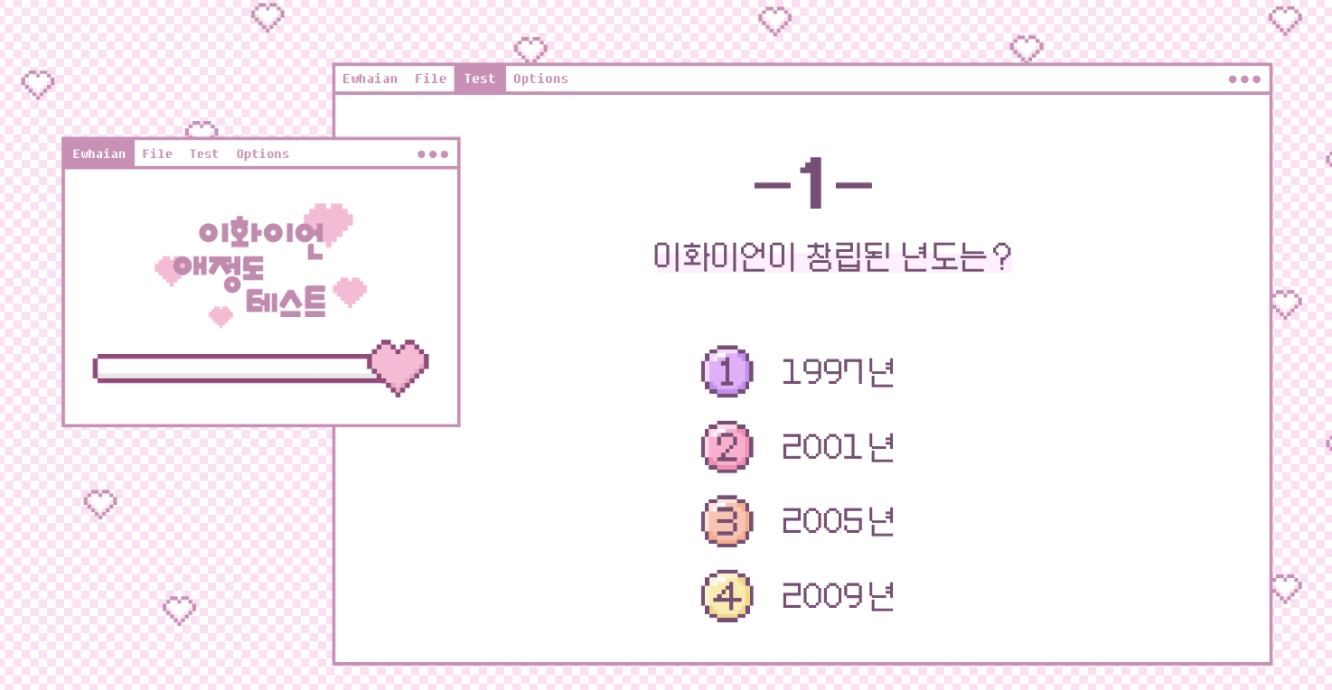 Ewhaian File Test Options
Ewhaian File Test Options
이화이언
애정도
테스트
-1-
이화이언이 창립된 년도는?
1 1997년
2 2001년
3 2005년
4 2009년